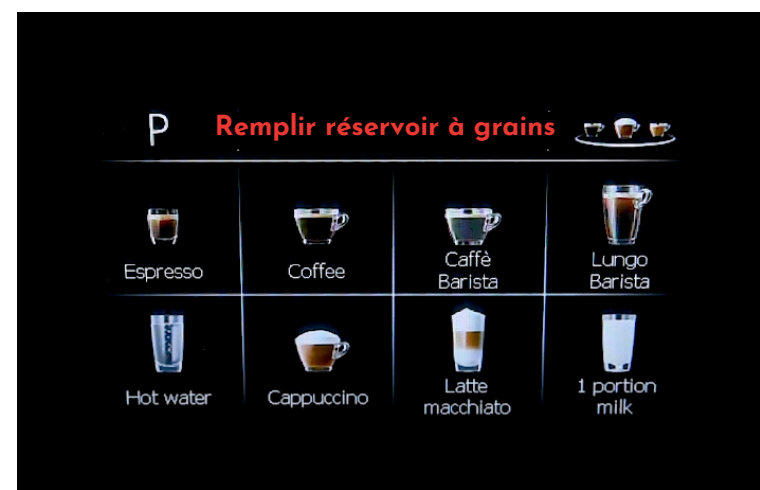 P Remplir réservoir à grains
Espresso
Coffee
Caffè
Barista
Lungo
Barista
Hot water
Cappuccino
Latte
macchiato
1 portion
milk